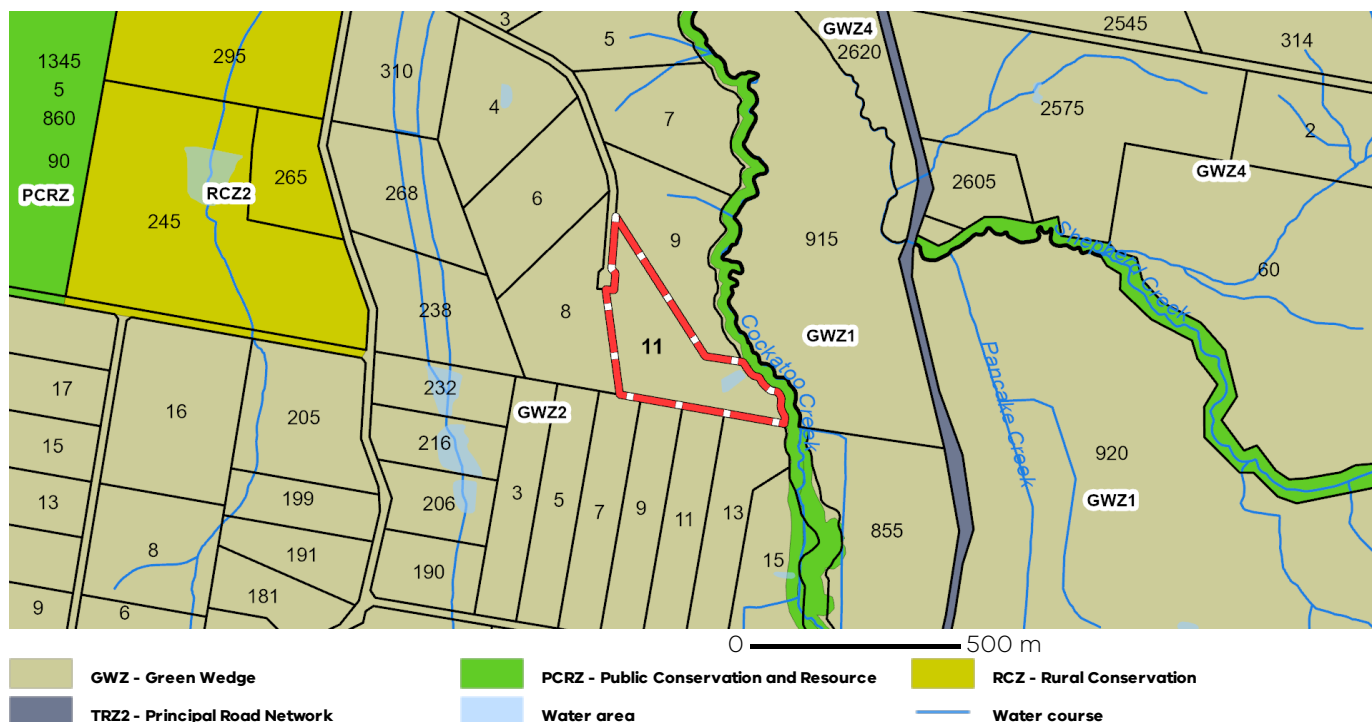 3
GWZ4
2545
5
2620
314
295
1345
310
5
4
2575
860
7
2
90
265
2605
GWZ4
PCRZ
RCZ2
268
6
245
9
915
Shepherd Creek
60
238
8
11
GWZ1
Cockatoo Creek
Pancake Creek
17
232
16
205
GWZ2
15
216
920
13
199
206
3
5
7
9
11
13
GWZ1
855
8
191
190
15
9
6
181
0 500 m
GWZ - Green Wedge
PCRZ - Public Conservation and Resource
RCZ - Rural Conservation
TRZ2 - Principal Road Network
Water area
Water course